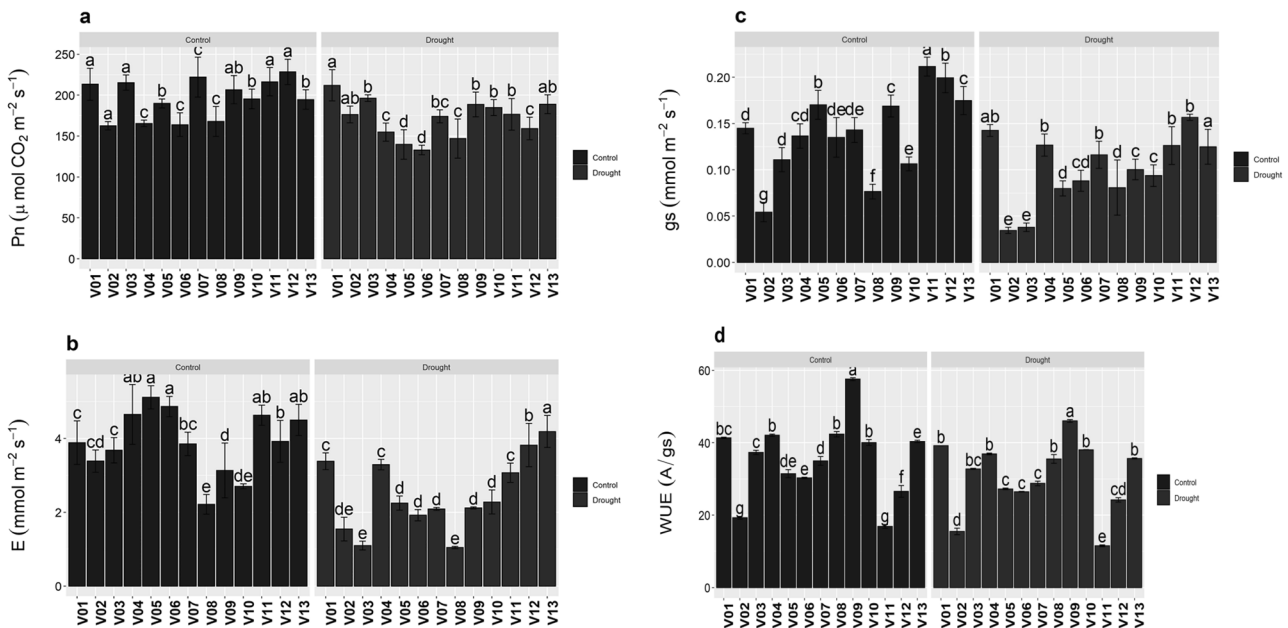 a
Control Drought
Pn (μ mol CO₂ m⁻² s⁻¹)
250
200
150
100
50
0
a a a b a b c c c ab b a a b
a ab b c d d bc c a b a c ab
V01 V02 V03 V04 V05 V06 V07 V08 V09 V10 V11 V12 V13
V01 V02 V03 V04 V05 V06 V07 V08 V09 V10 V11 V12 V13
Control
Drought
b
Control Drought
E (mmol m⁻² s⁻¹)
4
2
0
c cd c ab a a bc e d de ab b ab
c de e c d d d e d d c b a
V01 V02 V03 V04 V05 V06 V07 V08 V09 V10 V11 V12 V13
V01 V02 V03 V04 V05 V06 V07 V08 V09 V10 V11 V12 V13
Control
Drought
c
Control Drought
gs (mmol m⁻² s⁻¹)
0.20
0.15
0.10
0.05
0.00
d g d cd b de de f c e a b c
ab e e b c cd b d c c b b a
V01 V02 V03 V04 V05 V06 V07 V08 V09 V10 V11 V12 V13
V01 V02 V03 V04 V05 V06 V07 V08 V09 V10 V11 V12 V13
Control
Drought
d
Control Drought
WUE (A/gs)
60
40
20
0
bc g c b de e d b a b g f e
b d bc b c c c b a b e cd b
V01 V02 V03 V04 V05 V06 V07 V08 V09 V10 V11 V12 V13
V01 V02 V03 V04 V05 V06 V07 V08 V09 V10 V11 V12 V13
Control
Drought